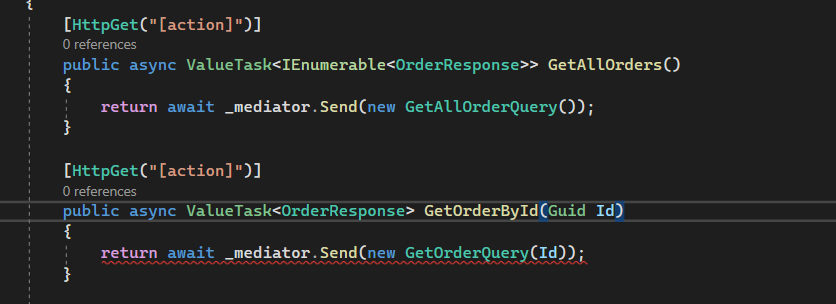 {
[HttpGet("[action]")]
0 references
public async ValueTask<IEnumerable<OrderResponse>> GetAllOrders()
{
return await _mediator.Send(new GetAllOrderQuery());
}
[HttpGet("[action]")]
0 references
public async ValueTask<OrderResponse> GetOrderById(Guid Id)
{
return await _mediator.Send(new GetOrderQuery(Id));
}